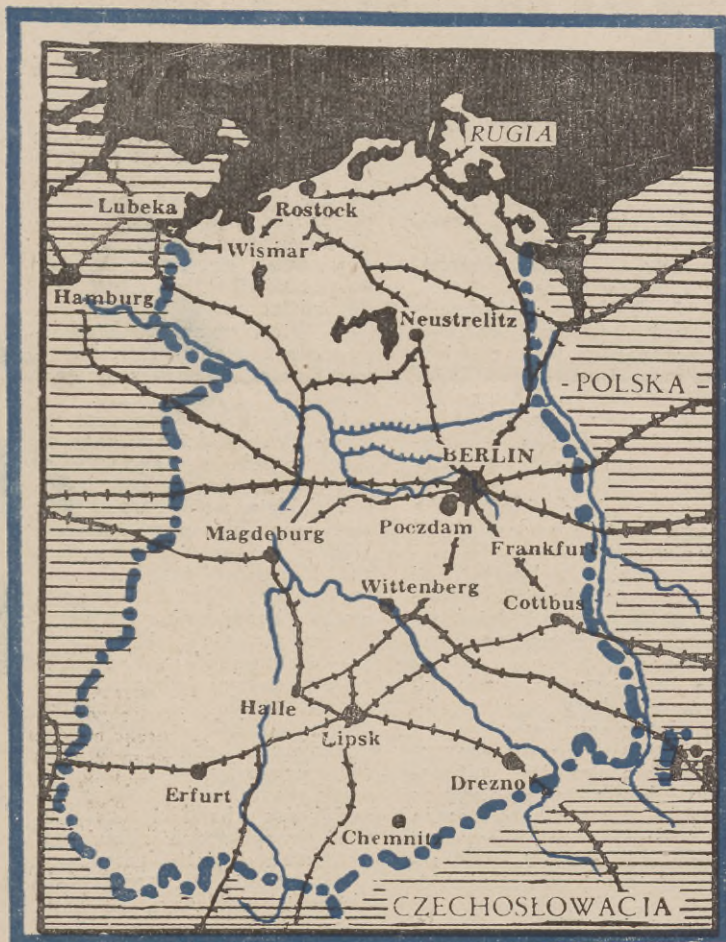 RUGIA
Lubeka
Rostock
Wismar
Hamburg
Neustrelitz
-POLSKA-
BERLIN
Magdeburg
Poczdam
Frankfurt
Wittenberg
Cottbus
Halle
Lipsk
Erfurt
Drezno
Chemnitz
CZECHOSŁOWACJA